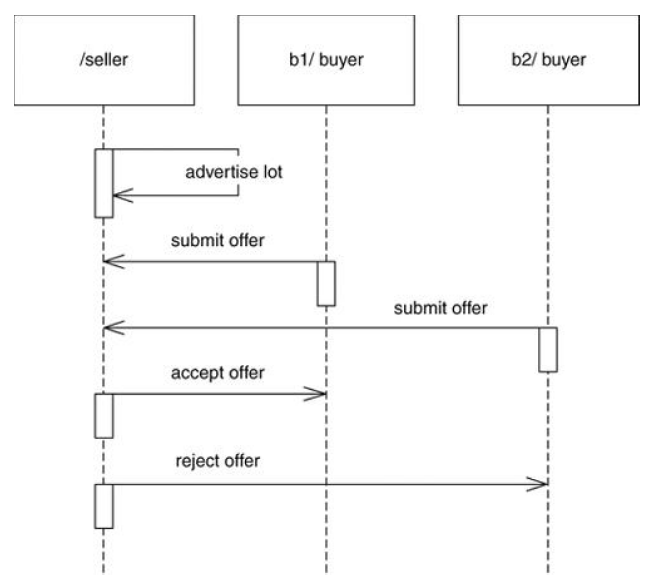 /seller
b1/ buyer
b2/ buyer
advertise lot
submit offer
submit offer
accept offer
reject offer